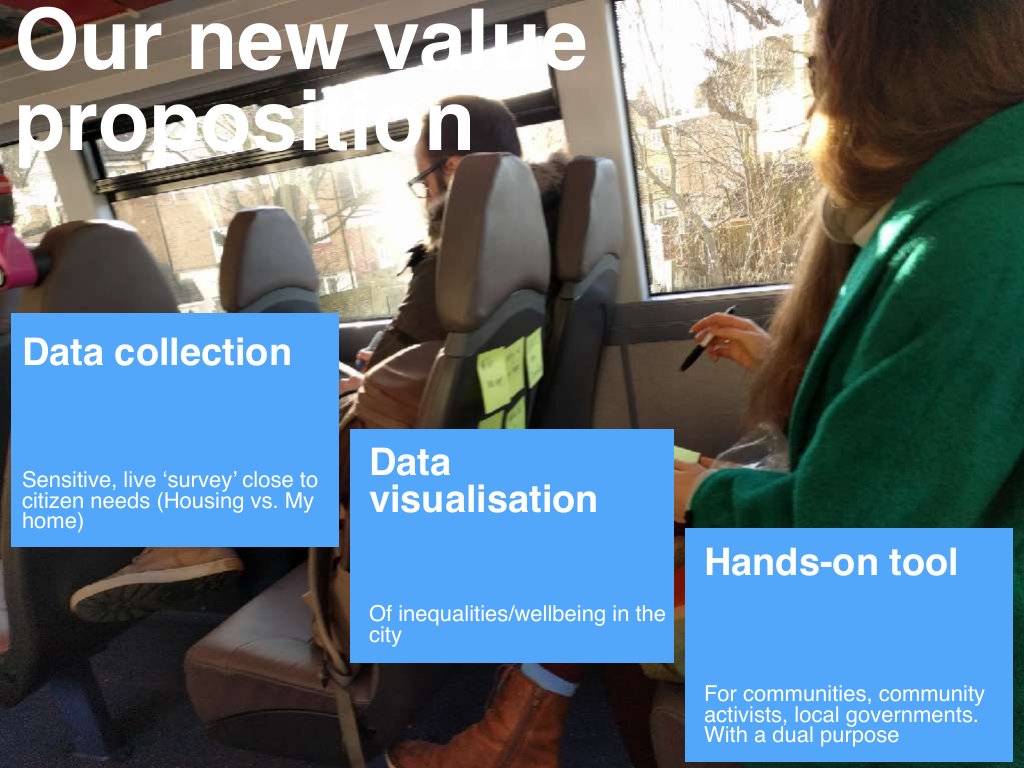 Our new value
proposition
Data collection
Sensitive, live ‘survey’ close to
citizen needs (Housing vs. My
home)
Data
visualisation
Of inequalities/wellbeing in the
city
Hands-on tool
For communities, community
activists, local governments.
With a dual purpose